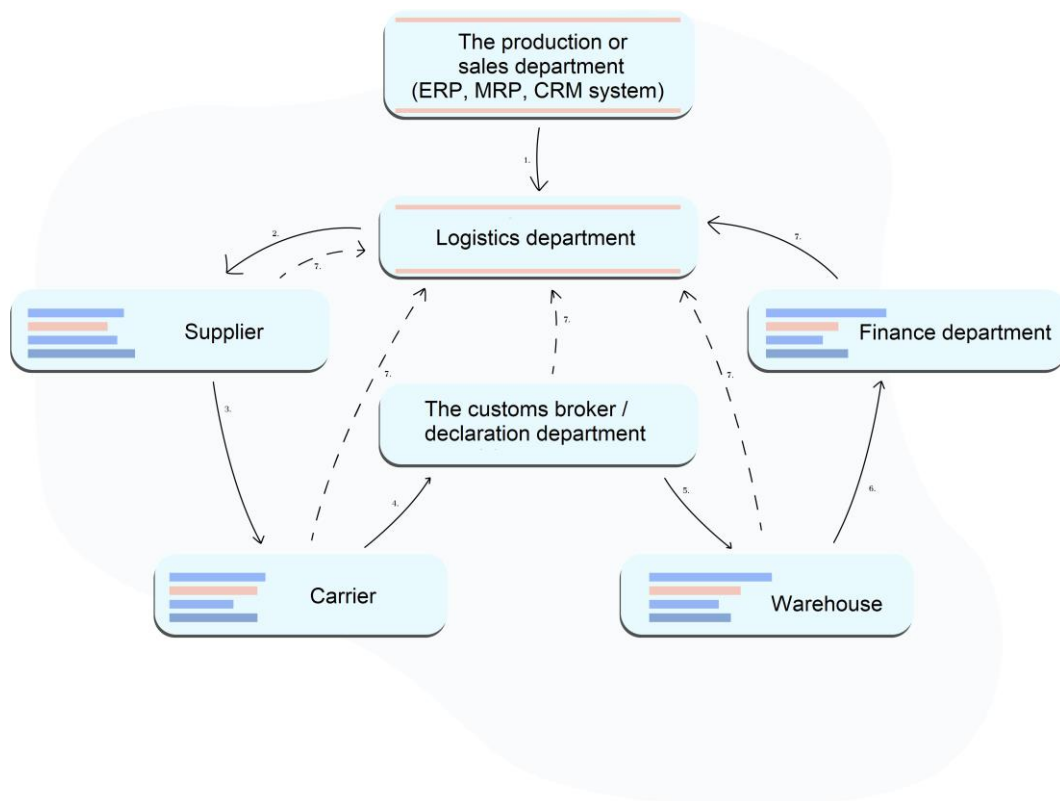 The production or
sales department
(ERP, MRP, CRM system)
1.
Logistics department
2.
7.
7.
7.
Supplier
Finance department
7.
7.
3.
The customs broker /
declaration department
4.
5.
6.
Carrier
Warehouse